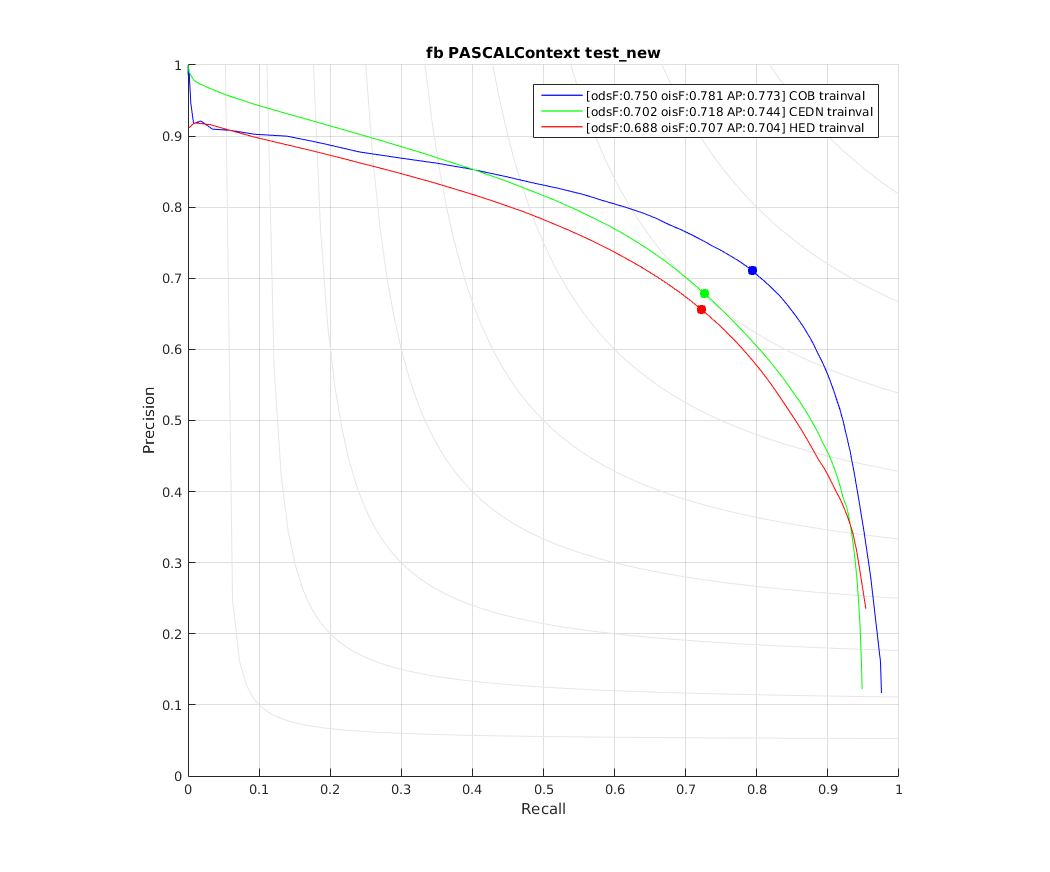 fb PASCALContext test_new
[odsF:0.750 oisF:0.781 AP:0.773] COB trainval
[odsF:0.702 oisF:0.718 AP:0.744] CEDN trainval
[odsF:0.688 oisF:0.707 AP:0.704] HED trainval
1
0.9
0.8
0.7
0.6
0.5
0.4
0.3
0.2
0.1
0
Precision
0 0.1 0.2 0.3 0.4 0.5 0.6 0.7 0.8 0.9 1
Recall